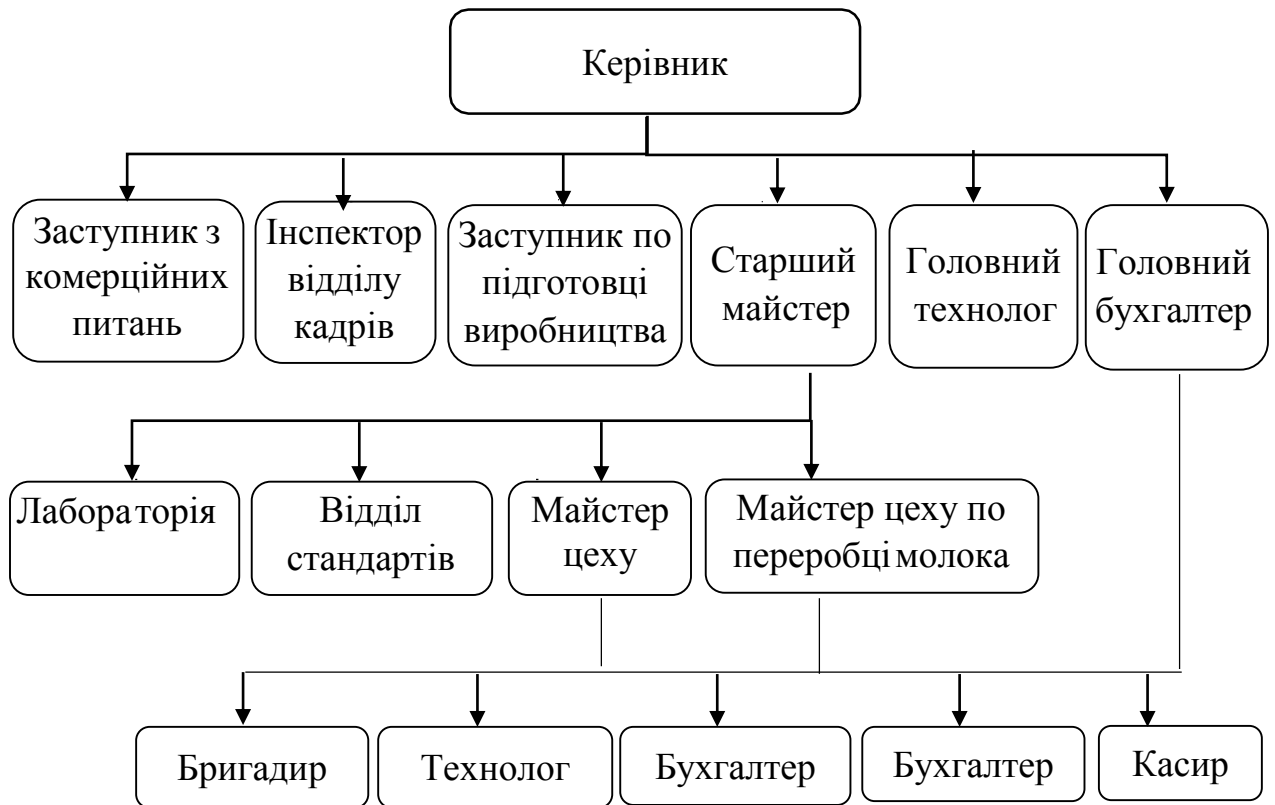 Керівник
Заступник з
комерційних
питань
Інспектор
відділу
кадрів
Заступник по
підготовці
виробництва
Старший
майстер
Головний
технолог
Головний
бухгалтер
Лабораторія
Відділ
стандартів
Майстер
цеху
Майстер цеху по
переробці молока
Бригадир
Технолог
Бухгалтер
Бухгалтер
Касир